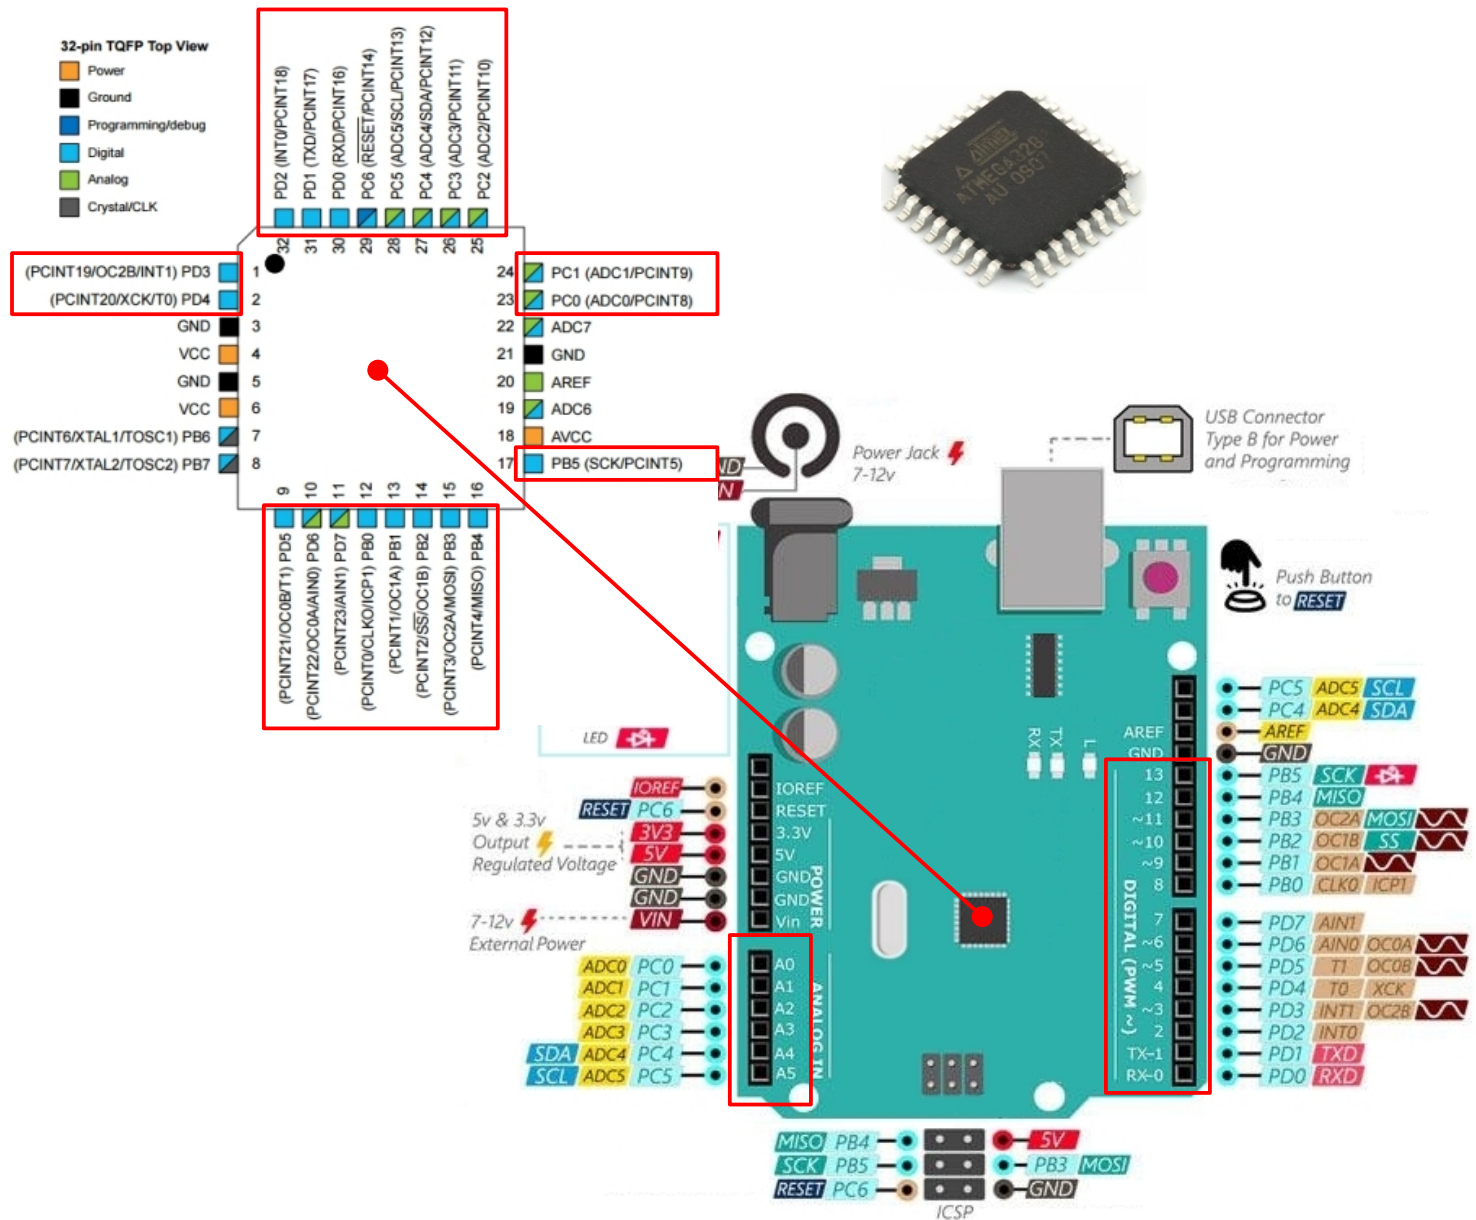 32-pin TQFP Top View
Power
Ground
Programming/debug
Digital
Analog
Crystal/CLK
PD2 (INT0/PCINT18)
PD1 (TXD/PCINT17)
PD0 (RXD/PCINT16)
PC6 (RESET/PCINT14)
PC5 (ADC5/SCL/PCINT13)
PC4 (ADC4/SDA/PCINT12)
PC3 (ADC3/PCINT11)
PC2 (ADC2/PCINT10)
32 31 30 29 28 27 26 25
(PCINT19/OC2B/INT1) PD3 1
(PCINT20/XCK/T0) PD4 2
GND 3
VCC 4
GND 5
VCC 6
(PCINT6/XTAL1/TOSC1) PB6 7
(PCINT7/XTAL2/TOSC2) PB7 8
24 PC1 (ADC1/PCINT9)
23 PC0 (ADC0/PCINT8)
22 ADC7
21 GND
20 AREF
19 ADC6
18 AVCC
17 PB5 (SCK/PCINT5)
9 10 11 12 13 14 15 16
(PCINT21/OC0B/T1) PD5
(PCINT22/OC0A/AIN0) PD6
(PCINT23/AIN1) PD7
(PCINT0/CLKO/ICP1) PB0
(PCINT1/OC1A) PB1
(PCINT2/SS/OC1B) PB2
(PCINT3/OC2A/MOSI) PB3
(PCINT4/MISO) PB4
ATMEL
ATMEGA328P
AU 0907
ND
N
Power Jack
7-12v
USB Connector
Type B for Power
and Programming
Push Button
to RESET
LED
IOREF
RESET PC6
3V3
5V
GND
GND
VIN
5v & 3.3v
Output
Regulated Voltage
7-12v
External Power
ADC0 PC0
ADC1 PC1
ADC2 PC2
ADC3 PC3
SDA ADC4 PC4
SCL ADC5 PC5
IOREF
RESET
3.3V
5V
GND
GND
Vin
POWER
A0
A1
A2
A3
A4
A5
ANALOG IN
RX
TX
L
AREF
GND
13
12
~11
~10
~9
8
7
~6
~5
4
~3
2
TX-1
RX-0
DIGITAL (PWM ~)
PC5 ADC5 SCL
PC4 ADC4 SDA
AREF
GND
PB5 SCK
PB4 MISO
PB3 OC2A MOSI
PB2 OC1B SS
PB1 OC1A
PB0 CLK0 ICP1
PD7 AIN1
PD6 AIN0 OC0A
PD5 T1 OC0B
PD4 T0 XCK
PD3 INT1 OC2B
PD2 INT0
PD1 TXD
PD0 RXD
MISO PB4
SCK PB5
RESET PC6
5V
PB3 MOSI
GND
ICSP